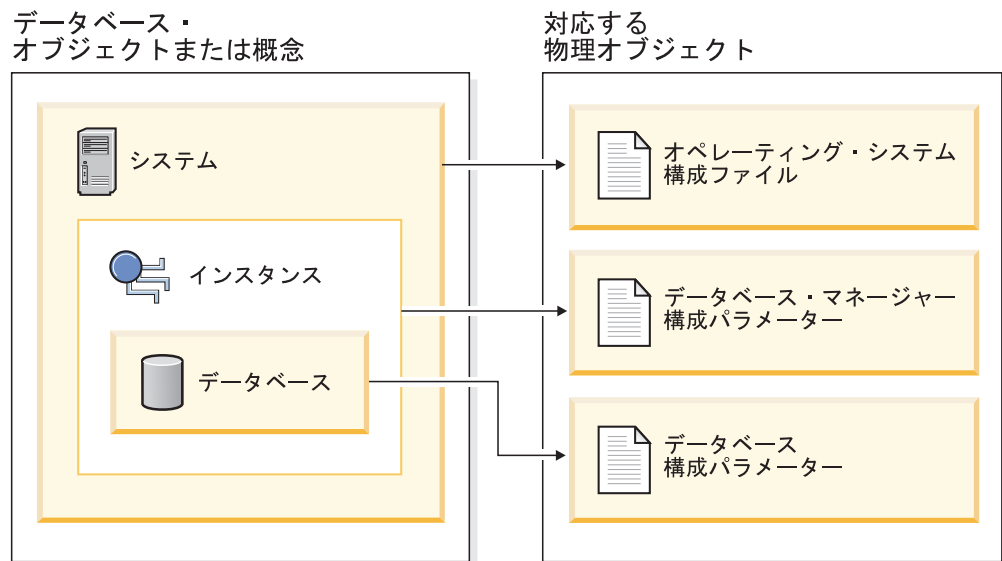 データベース・
オブジェクトまたは概念
システム
インスタンス
データベース
対応する
物理オブジェクト
オペレーティング・システム
構成ファイル
データベース・マネージャー
構成パラメーター
データベース
構成パラメーター